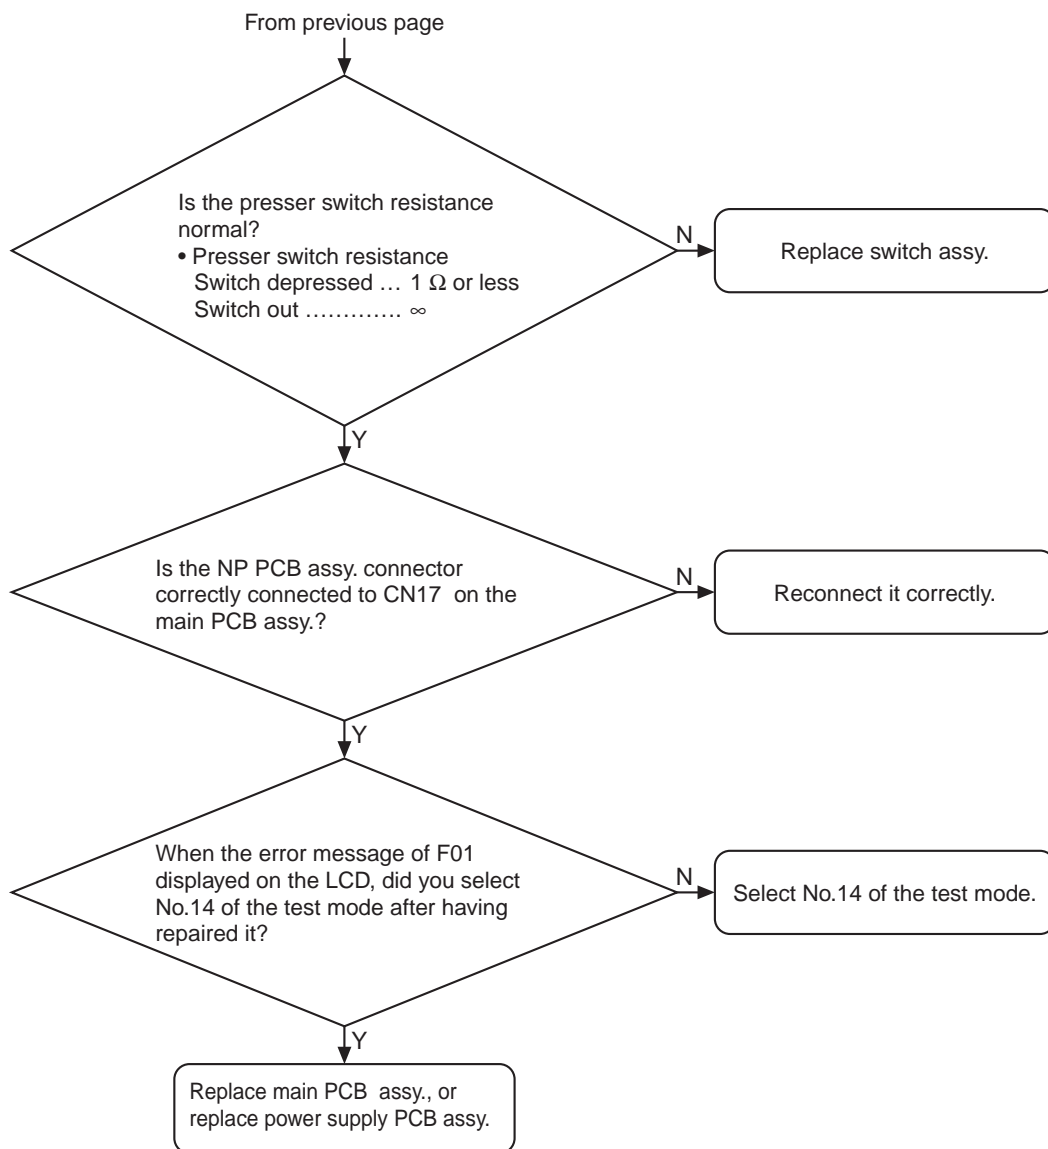 From previous page
Is the presser switch resistance
normal?
• Presser switch resistance
Switch depressed … 1 Ω or less
Switch out …………. ∞
N
Replace switch assy.
Y
Is the NP PCB assy. connector
correctly connected to CN17 on the
main PCB assy.?
N
Reconnect it correctly.
Y
When the error message of F01
displayed on the LCD, did you select
No.14 of the test mode after having
repaired it?
N
Select No.14 of the test mode.
Y
Replace main PCB assy., or
replace power supply PCB assy.